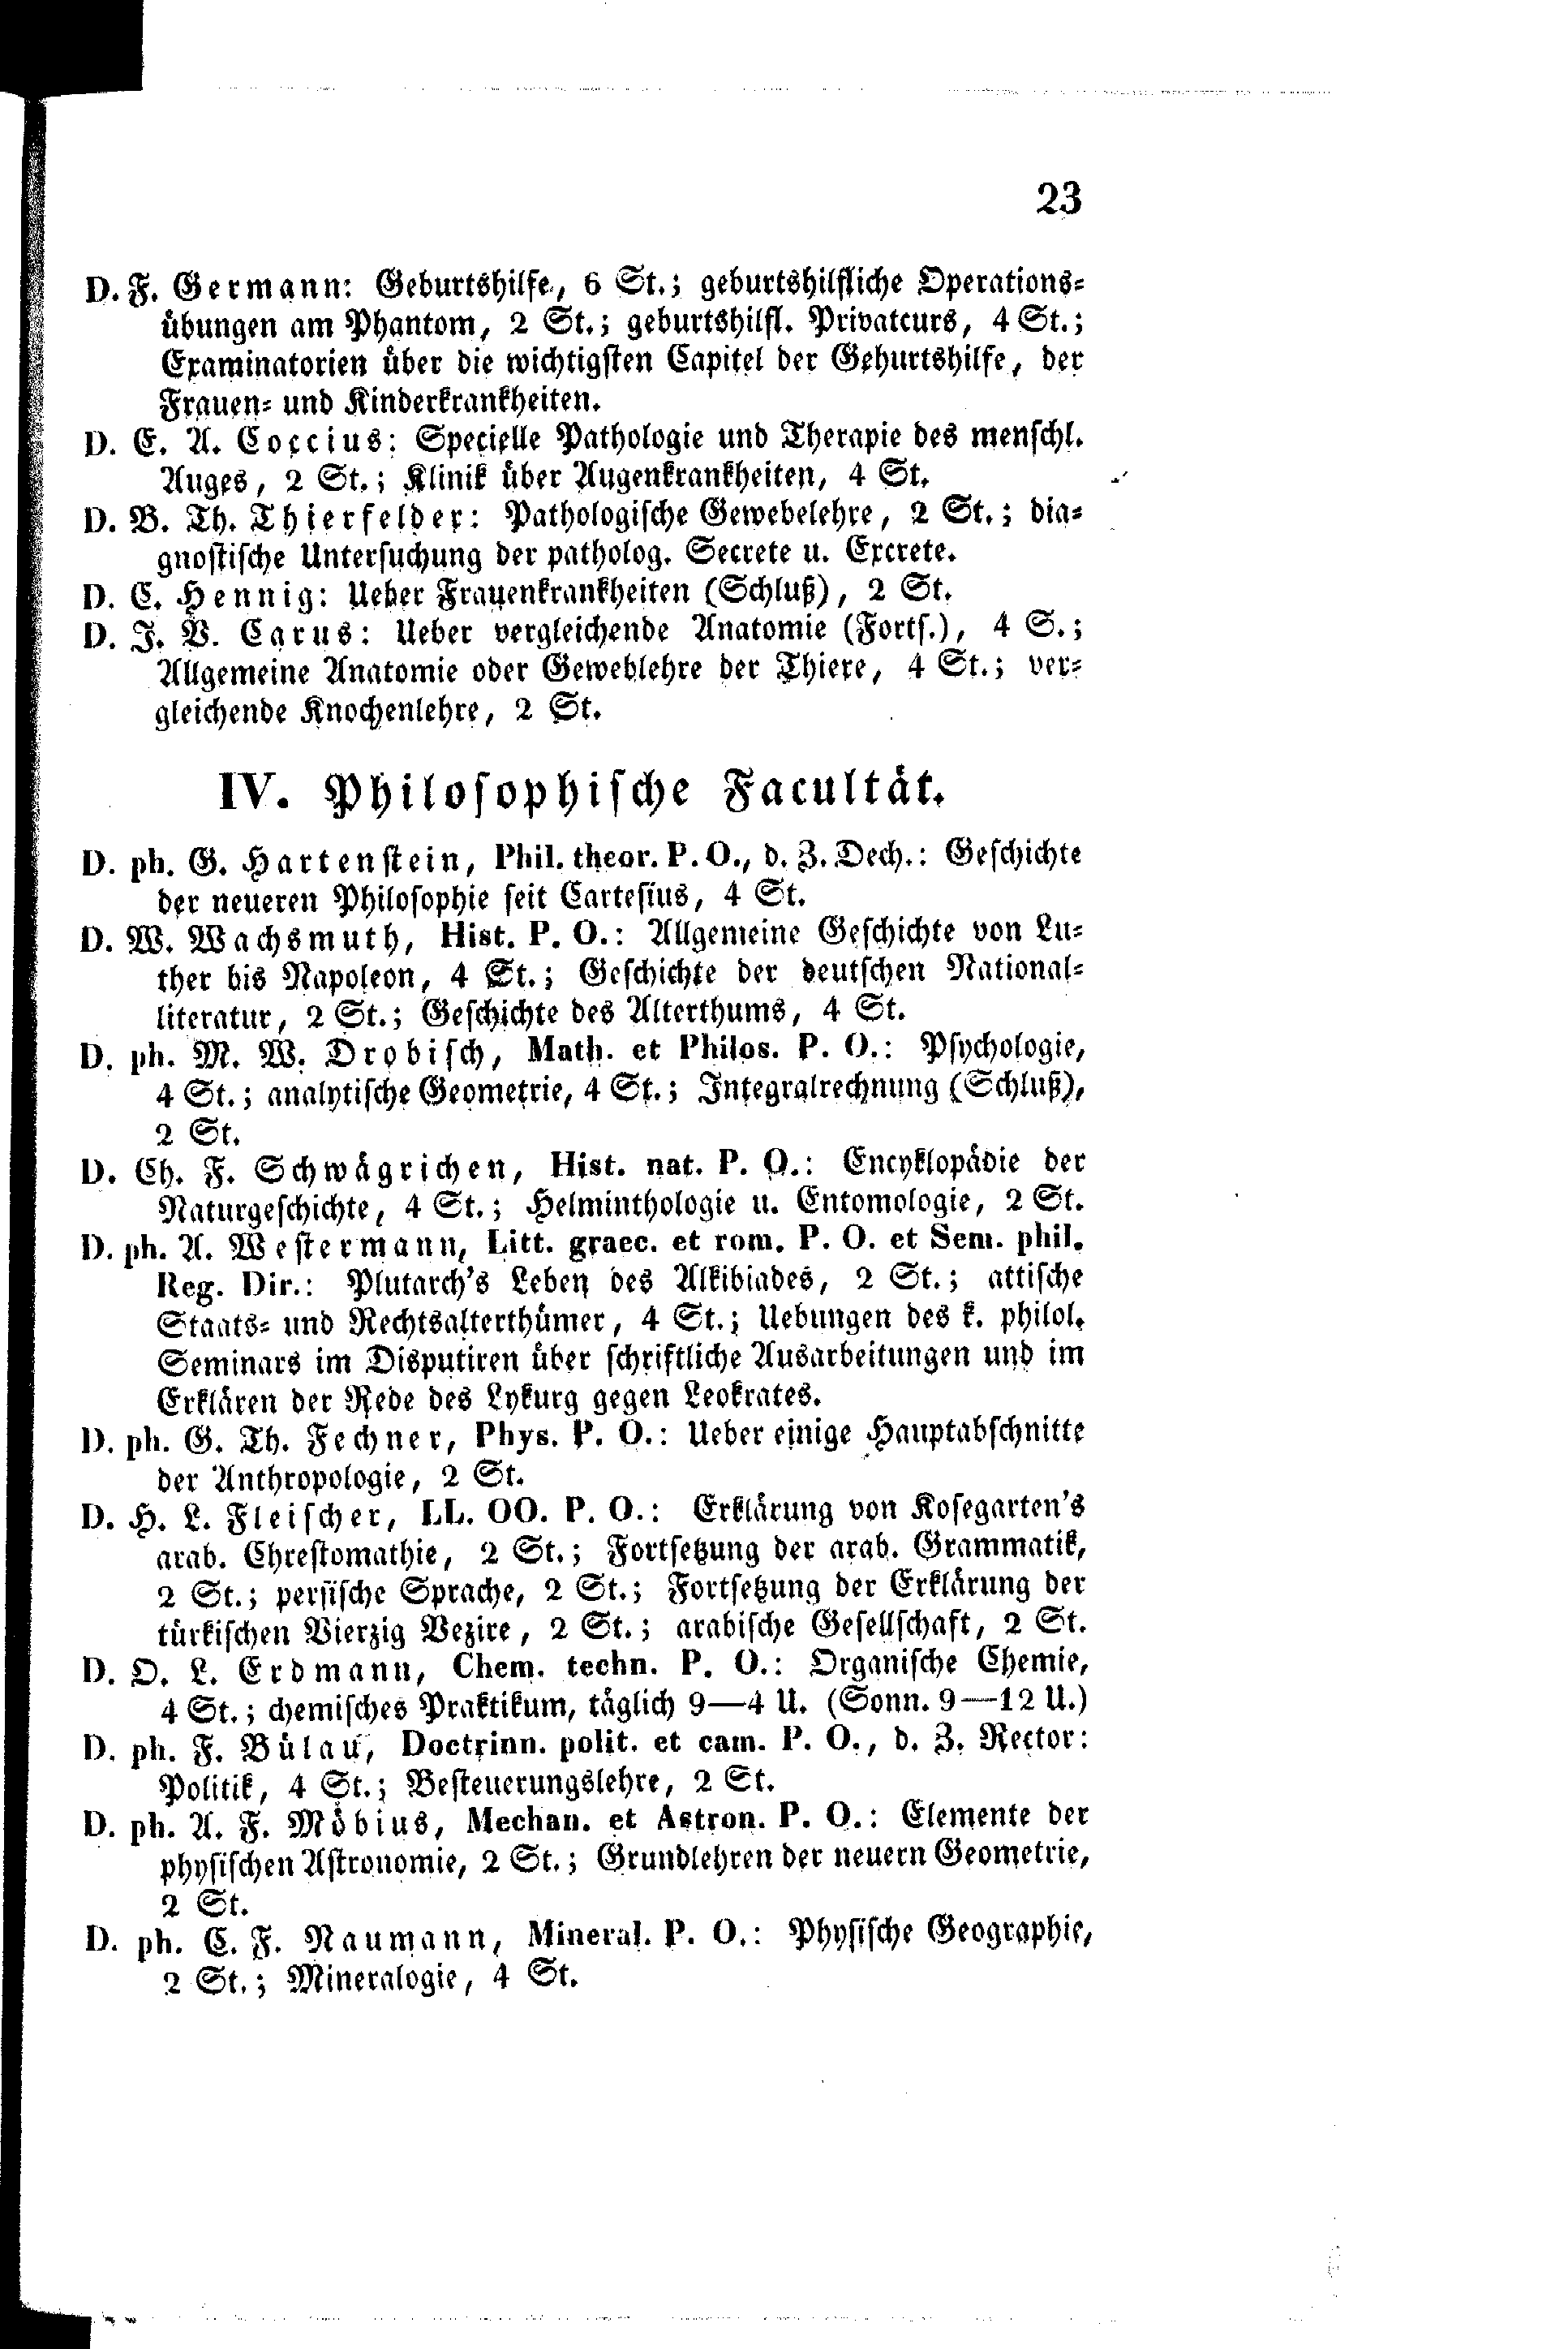 23
D. F. Germann: Geburtshilfe, 6 St.; geburtshilfliche Operations-
übungen am Phantom, 2 St.; geburtshilfl. Privatcurs, 4 St.;
Examinatorien über die wichtigsten Capitel der Geburtshilfe, der
Frauen- und Kinderkrankheiten.
D. E. A. Coccius: Specielle Pathologie und Therapie des menschl.
Auges, 2 St.; Klinik über Augenkrankheiten, 4 St.
D. B. Th. Thierfelder: Pathologische Gewebelehre, 2 St.; dia-
gnostische Untersuchung der patholog. Secrete u. Excrete.
D. C. Hennig: Ueber Frauenkrankheiten (Schluß), 2 St.
D. J. V. Carus: Ueber vergleichende Anatomie (Forts.), 4 S.;
Allgemeine Anatomie oder Geweblehre der Thiere, 4 St.; ver-
gleichende Knochenlehre, 2 St.
IV. Philosophische Facultät.
D. ph. G. Hartenstein, Phil. theor. P. O., d. Z. Dech.: Geschichte
der neueren Philosophie seit Cartesius, 4 St.
D. W. Wachsmuth, Hist. P. O.: Allgemeine Geschichte von Lu-
ther bis Napoleon, 4 St.; Geschichte der deutschen National-
literatur, 2 St.; Geschichte des Alterthums, 4 St.
D. ph. M. W. Drobisch, Math. et Philos. P. O.: Psychologie,
4 St.; analytische Geometrie, 4 St.; Integralrechnung (Schluß),
2 St.
D. Ch. F. Schwägrichen, Hist. nat. P. O.: Encyklopädie der
Naturgeschichte, 4 St.; Helminthologie u. Entomologie, 2 St.
D. ph. A. Westermann, Litt. graec. et rom. P. O. et Sem. phil.
Reg. Dir.: Plutarch's Leben des Alkibiades, 2 St.; attische
Staats- und Rechtsalterthümer, 4 St.; Uebungen des k. philol.
Seminars im Disputiren über schriftliche Ausarbeitungen und im
Erklären der Rede des Lykurg gegen Leokrates.
D. ph. G. Th. Fechner, Phys. P. O.: Ueber einige Hauptabschnitte
der Anthropologie, 2 St.
D. H. L. Fleischer, LL. OO. P. O.: Erklärung von Kosegarten's
arab. Chrestomathie, 2 St.; Fortsetzung der arab. Grammatik,
2 St.; persische Sprache, 2 St.; Fortsetzung der Erklärung der
türkischen Vierzig Vezire, 2 St.; arabische Gesellschaft, 2 St.
D. O. L. Erdmann, Chem. techn. P. O.: Organische Chemie,
4 St.; chemisches Praktikum, täglich 9—4 U. (Sonn. 9—12 U.)
D. ph. F. Bülau, Doctrinn. polit. et cam. P. O., d. Z. Rector:
Politik, 4 St.; Besteuerungslehre, 2 St.
D. ph. A. F. Möbius, Mechan. et Astron. P. O.: Elemente der
physischen Astronomie, 2 St.; Grundlehren der neuern Geometrie,
2 St.
D. ph. C. F. Naumann, Mineral. P. O.: Physische Geographie,
2 St.; Mineralogie, 4 St.